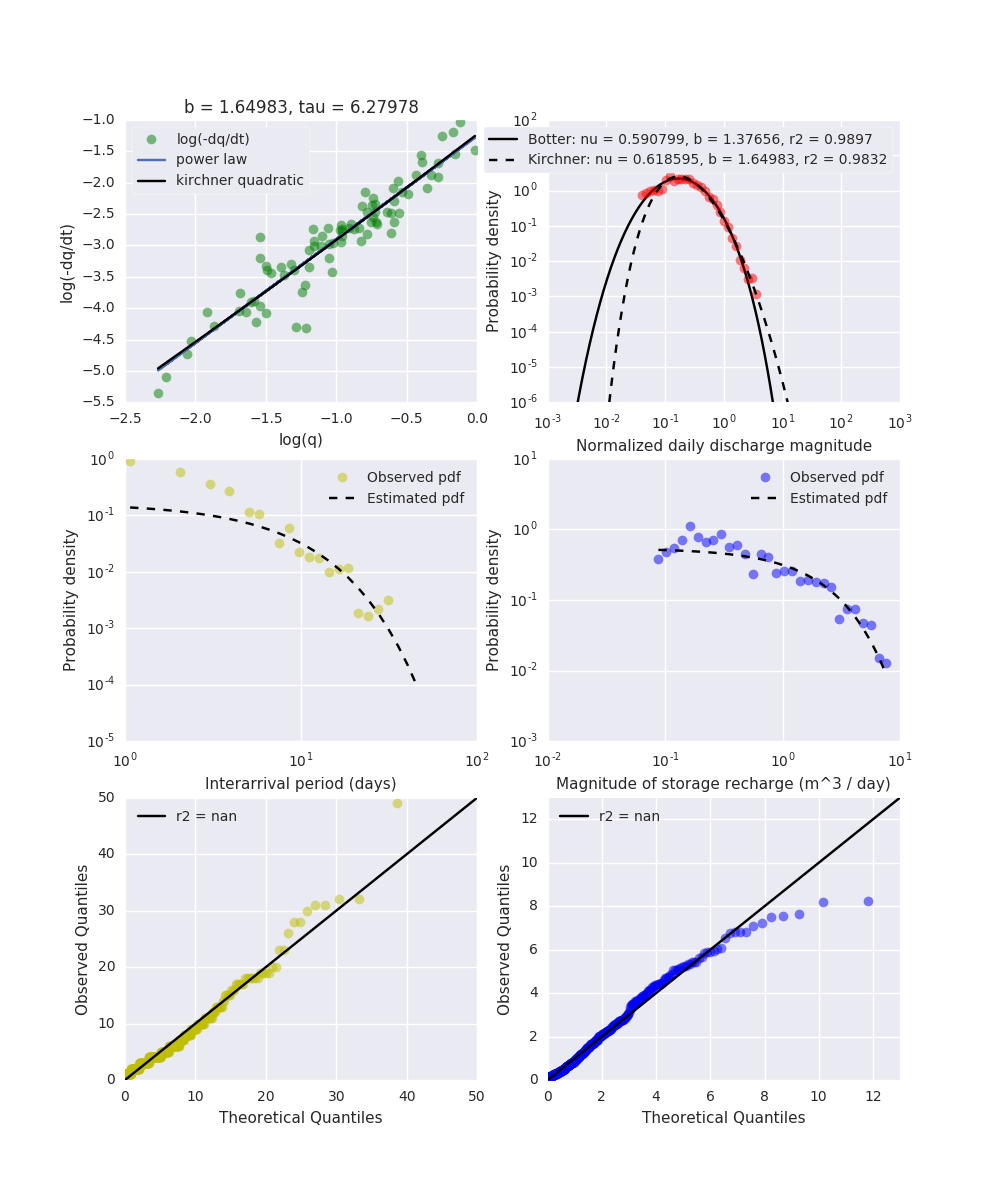 b = 1.64983, tau = 6.27978
log(-dq/dt)
power law
kirchner quadratic
−1.0
−1.5
−2.0
−2.5
−3.0
−3.5
−4.0
−4.5
−5.0
−5.5
log(-dq/dt)
−2.5 −2.0 −1.5 −1.0 −0.5 0.0
log(q)
Botter: nu = 0.590799, b = 1.37656, r2 = 0.9897
Kirchner: nu = 0.618595, b = 1.64983, r2 = 0.9832
10^2
10^0
10^-1
10^-2
10^-3
10^-4
10^-5
10^-6
Probability density
10^-3 10^-2 10^-1 10^0 10^1 10^2 10^3
Normalized daily discharge magnitude
Observed pdf
Estimated pdf
10^0
10^-1
10^-2
10^-3
10^-4
10^-5
Probability density
10^0 10^1 10^2
Interarrival period (days)
Observed pdf
Estimated pdf
10^1
10^0
10^-1
10^-2
10^-3
Probability density
10^-2 10^-1 10^0 10^1
Magnitude of storage recharge (m^3 / day)
r2 = nan
50
40
30
20
10
0
Observed Quantiles
0 10 20 30 40 50
Theoretical Quantiles
r2 = nan
12
10
8
6
4
2
0
Observed Quantiles
0 2 4 6 8 10 12
Theoretical Quantiles